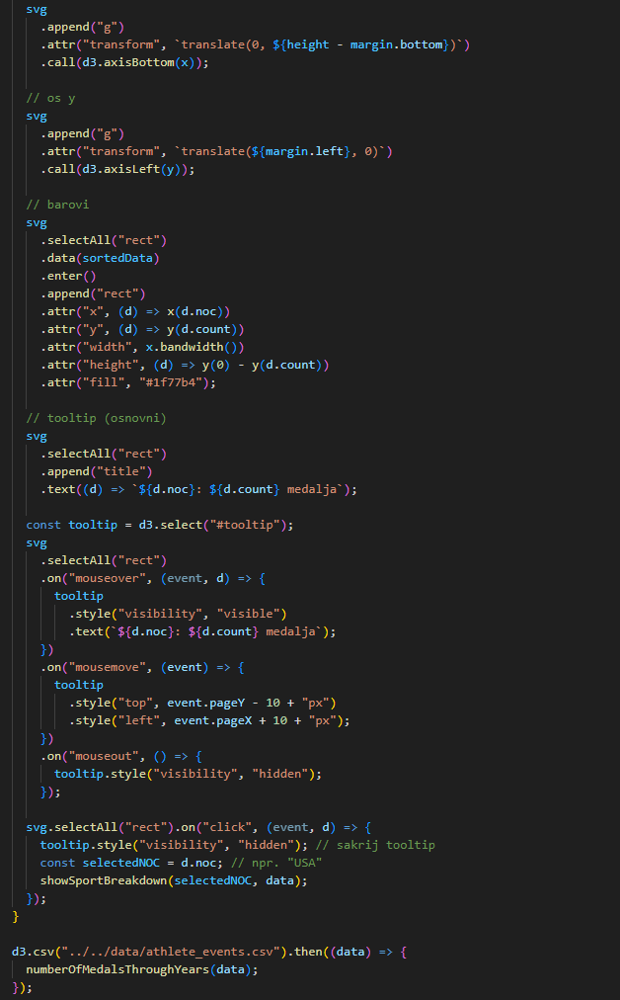 svg
.append("g")
.attr("transform", `translate(0, ${height - margin.bottom})`)
.call(d3.axisBottom(x));
// os y
svg
.append("g")
.attr("transform", `translate(${margin.left}, 0)`)
.call(d3.axisLeft(y));
// barovi
svg
.selectAll("rect")
.data(sortedData)
.enter()
.append("rect")
.attr("x", (d) => x(d.noc))
.attr("y", (d) => y(d.count))
.attr("width", x.bandwidth())
.attr("height", (d) => y(0) - y(d.count))
.attr("fill", "#1f77b4");
// tooltip (osnovni)
svg
.selectAll("rect")
.append("title")
.text((d) => `${d.noc}: ${d.count} medalja`);
const tooltip = d3.select("#tooltip");
svg
.selectAll("rect")
.on("mouseover", (event, d) => {
tooltip
.style("visibility", "visible")
.text(`${d.noc}: ${d.count} medalja`);
})
.on("mousemove", (event) => {
tooltip
.style("top", event.pageY - 10 + "px")
.style("left", event.pageX + 10 + "px");
})
.on("mouseout", () => {
tooltip.style("visibility", "hidden");
});
svg.selectAll("rect").on("click", (event, d) => {
tooltip.style("visibility", "hidden"); // sakrij tooltip
const selectedNOC = d.noc; // npr. "USA"
showSportBreakdown(selectedNOC, data);
});
}
d3.csv("../../data/athlete_events.csv").then((data) => {
numberOfMedalsThroughYears(data);
});